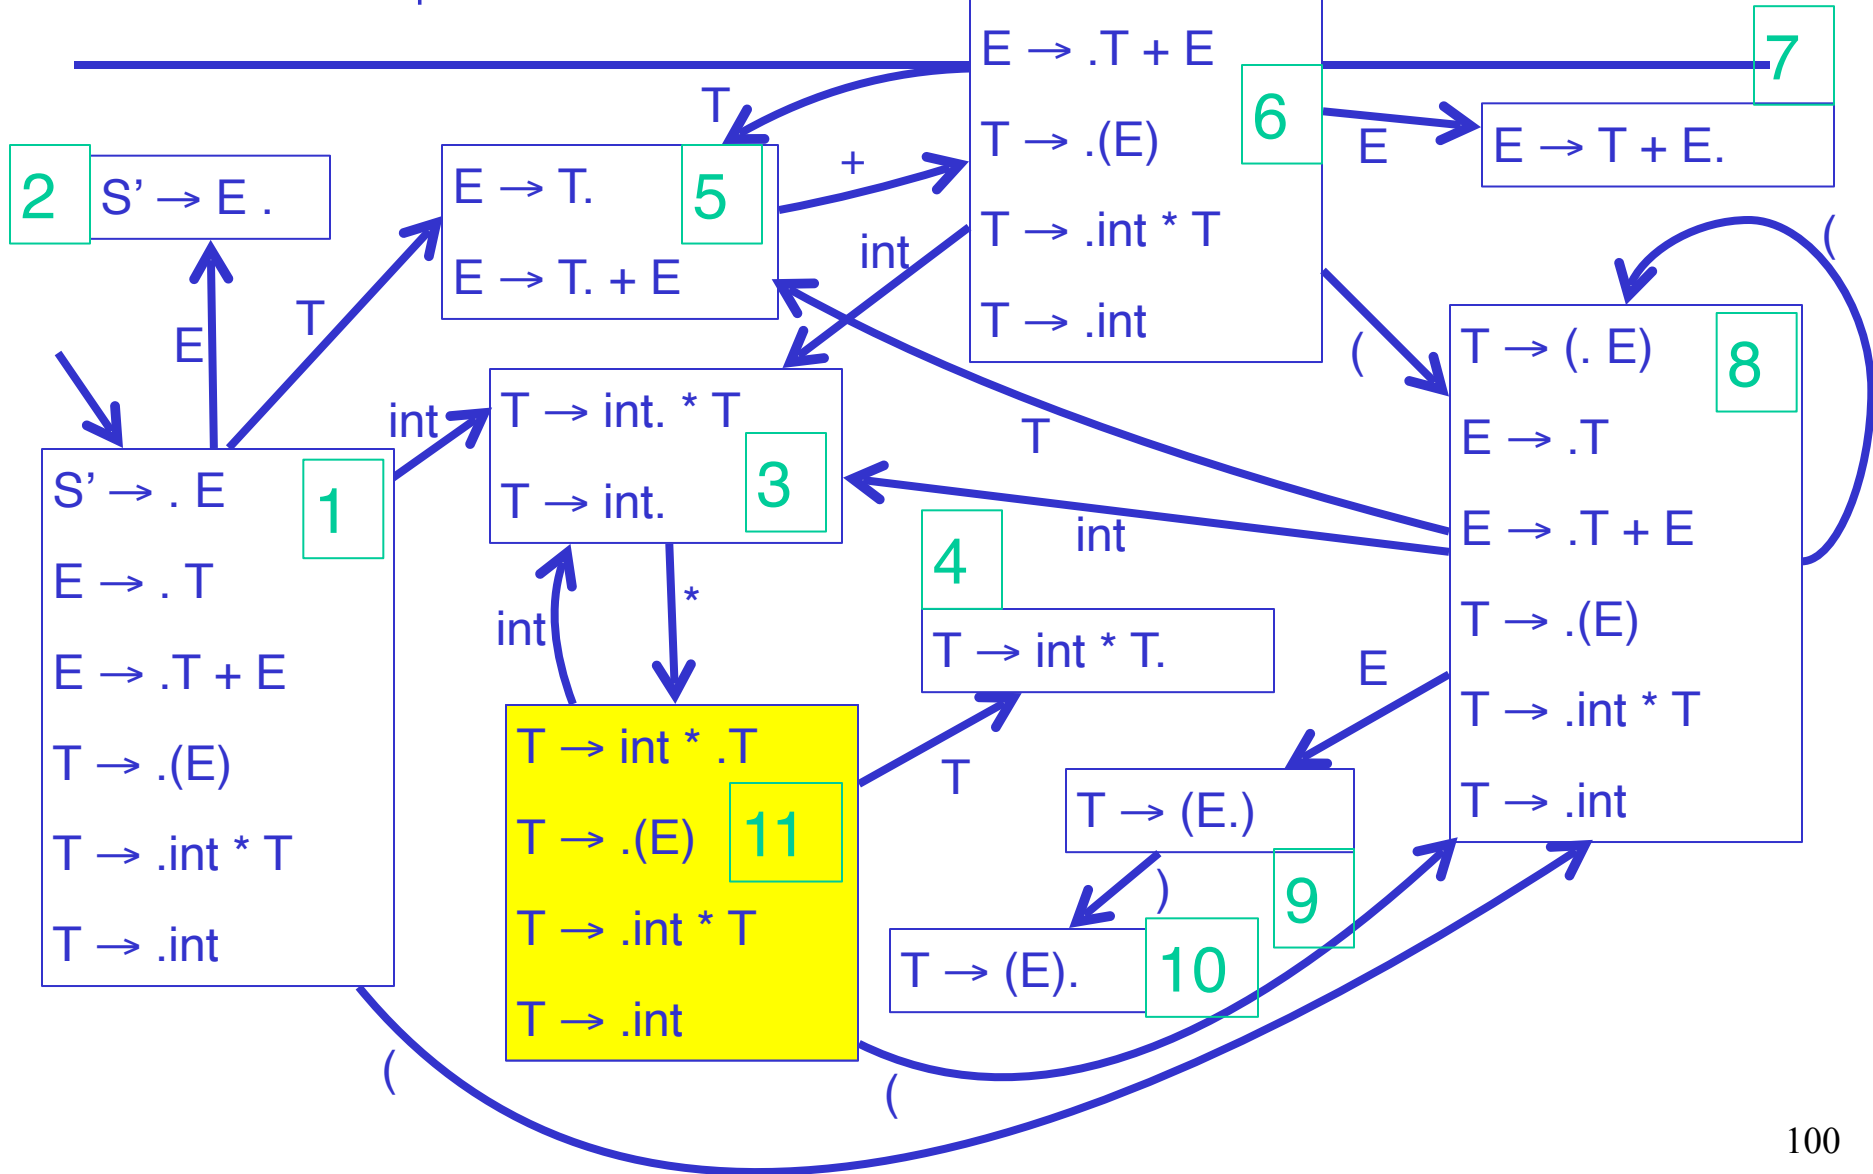 E → .T + E
T → .(E)
T → .int * T
T → .int
6
7
E → T + E.
E
T
+
int
(
(
2
S’ → E .
E
T
5
E → T.
E → T. + E
int
3
T → int. * T
T → int.
T
int
8
T → (. E)
E → .T
E → .T + E
T → .(E)
T → .int * T
T → .int
1
S’ → . E
E → . T
E → .T + E
T → .(E)
T → .int * T
T → .int
4
T → int * T.
int
*
E
11
T → int * .T
T → .(E)
T → .int * T
T → .int
T
T → (E.)
9
)
T → (E).
10
(
(
100